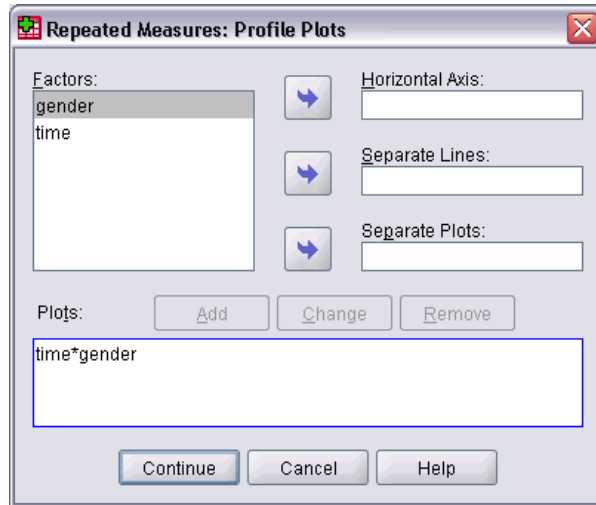 Repeated Measures: Profile Plots
Factors:
gender
time
Horizontal Axis:
Separate Lines:
Separate Plots:
Plots:
Add
Change
Remove
time*gender
Continue
Cancel
Help